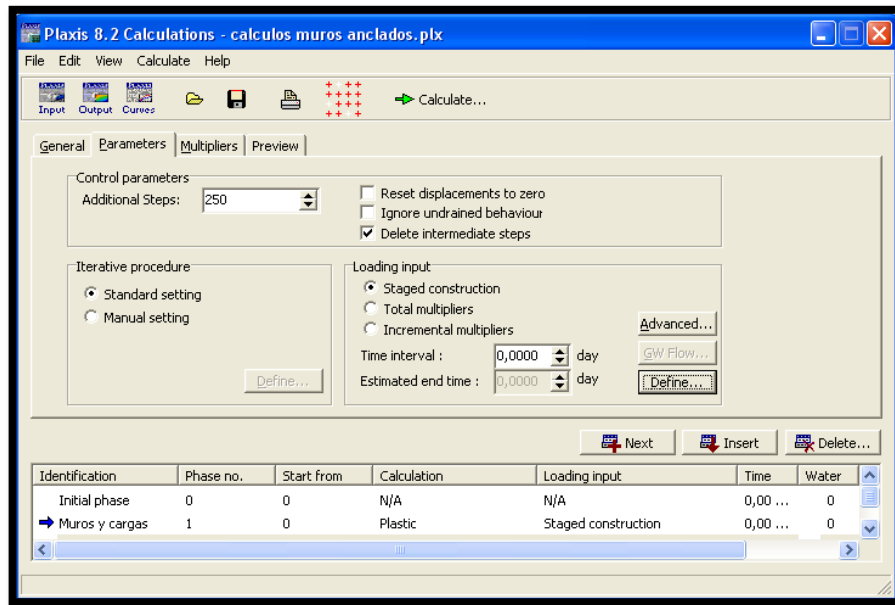 Plaxis 8.2 Calculations - calculos muros anclados.plx
File Edit View Calculate Help
Input Output Curves Calculate...
General Parameters Multipliers Preview
Control parameters
Additional Steps: 250
Reset displacements to zero
Ignore undrained behaviour
Delete intermediate steps
Iterative procedure
Standard setting
Manual setting
Define...
Loading input
Staged construction
Total multipliers
Incremental multipliers
Advanced...
Time interval : 0,0000 day
GW Flow...
Estimated end time : 0,0000 day
Define...
Next Insert Delete...
Identification Phase no. Start from Calculation Loading input Time Water
Initial phase 0 0 N/A N/A 0,00 ... 0
Muros y cargas 1 0 Plastic Staged construction 0,00 ... 0